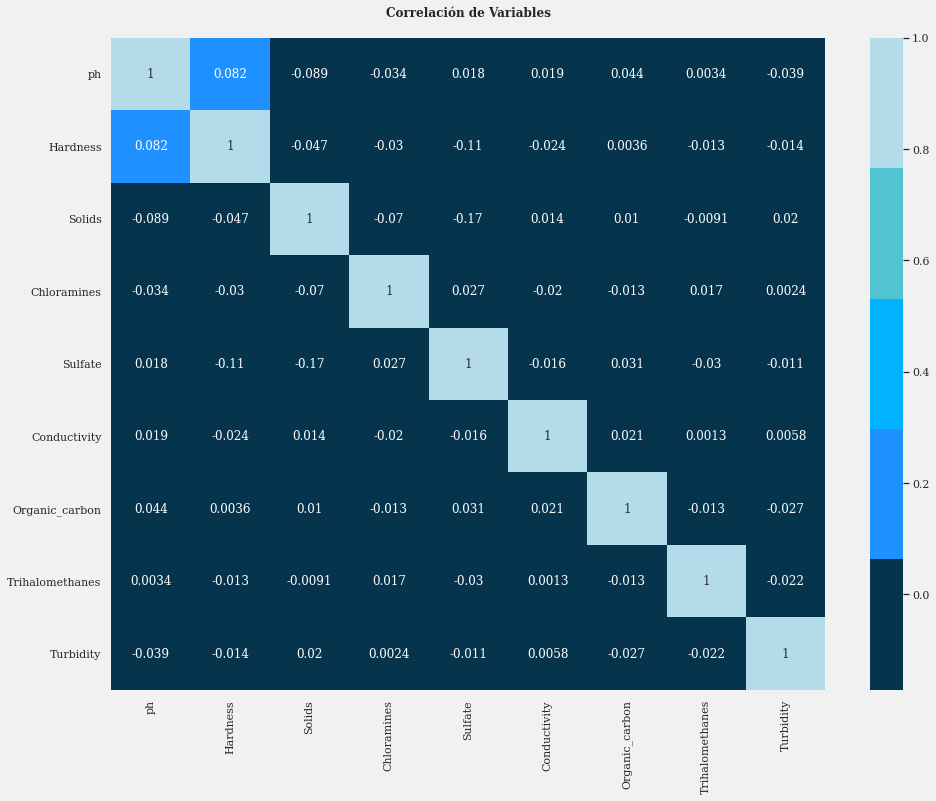 Correlación de Variables
ph 1 0.082 -0.089 -0.034 0.018 0.019 0.044 0.0034 -0.039
Hardness 0.082 1 -0.047 -0.03 -0.11 -0.024 0.0036 -0.013 -0.014
Solids -0.089 -0.047 1 -0.07 -0.17 0.014 0.01 -0.0091 0.02
Chloramines -0.034 -0.03 -0.07 1 0.027 -0.02 -0.013 0.017 0.0024
Sulfate 0.018 -0.11 -0.17 0.027 1 -0.016 0.031 -0.03 -0.011
Conductivity 0.019 -0.024 0.014 -0.02 -0.016 1 0.021 0.0013 0.0058
Organic_carbon 0.044 0.0036 0.01 -0.013 0.031 0.021 1 -0.013 -0.027
Trihalomethanes 0.0034 -0.013 -0.0091 0.017 -0.03 0.0013 -0.013 1 -0.022
Turbidity -0.039 -0.014 0.02 0.0024 -0.011 0.0058 -0.027 -0.022 1
ph Hardness Solids Chloramines Sulfate Conductivity Organic_carbon Trihalomethanes Turbidity
1.0
0.8
0.6
0.4
0.2
0.0